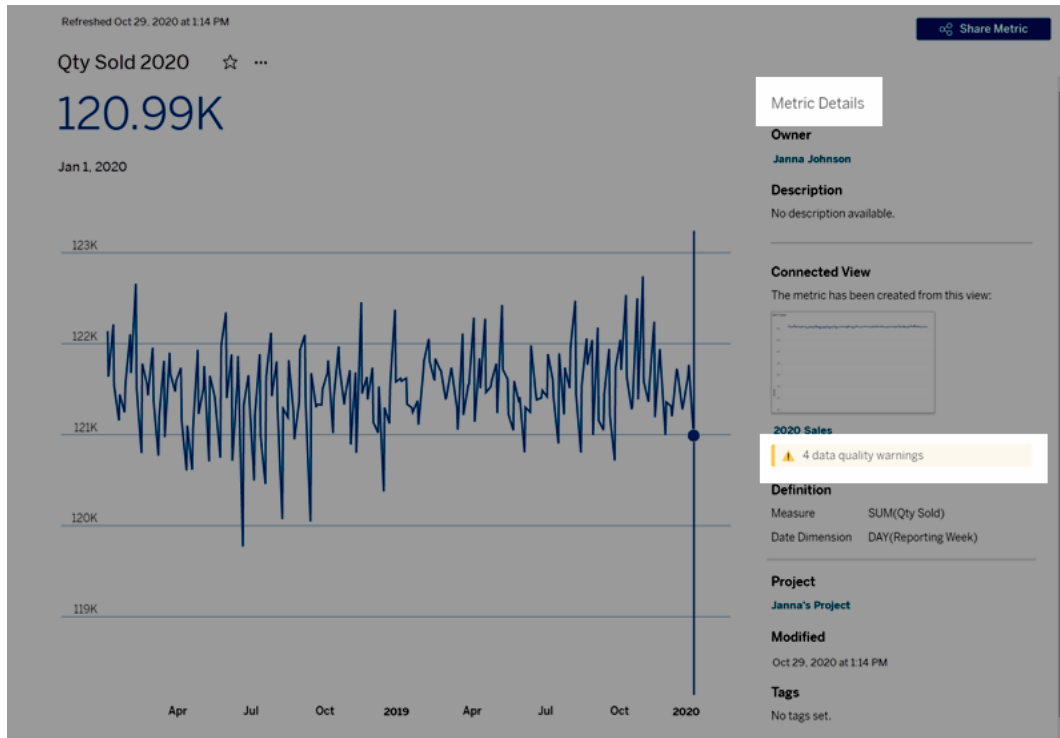 Refreshed Oct 29, 2020 at 1:14 PM
Share Metric
Qty Sold 2020
120.99K
Jan 1, 2020
123K
122K
121K
120K
119K
Apr Jul Oct 2019 Apr Jul Oct 2020
Metric Details
Owner
Janna Johnson
Description
No description available.
Connected View
The metric has been created from this view:
2020 Sales
4 data quality warnings
Definition
Measure SUM(Qty Sold)
Date Dimension DAY(Reporting Week)
Project
Janna's Project
Modified
Oct 29, 2020 at 1:14 PM
Tags
No tags set.